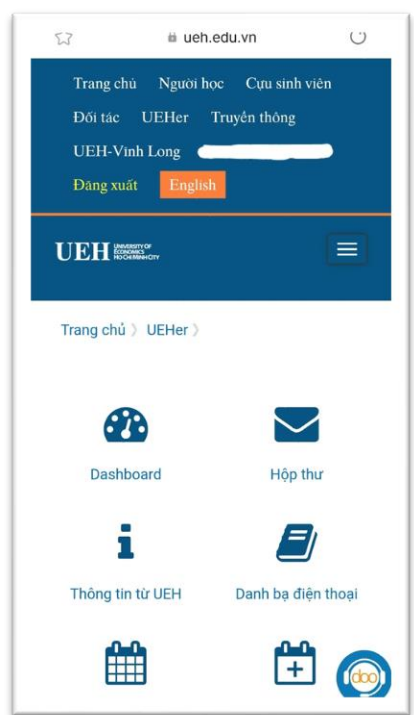 ueh.edu.vn
Trang chủ Người học Cựu sinh viên
Đối tác UEHer Truyền thông
UEH-Vinh Long
Đăng xuất English
UEH UNIVERSITY OF
ECONOMICS
HO CHI MINH CITY
Trang chủ 》 UEHer 》
Dashboard Hộp thư
Thông tin từ UEH Danh bạ điện thoại
doo